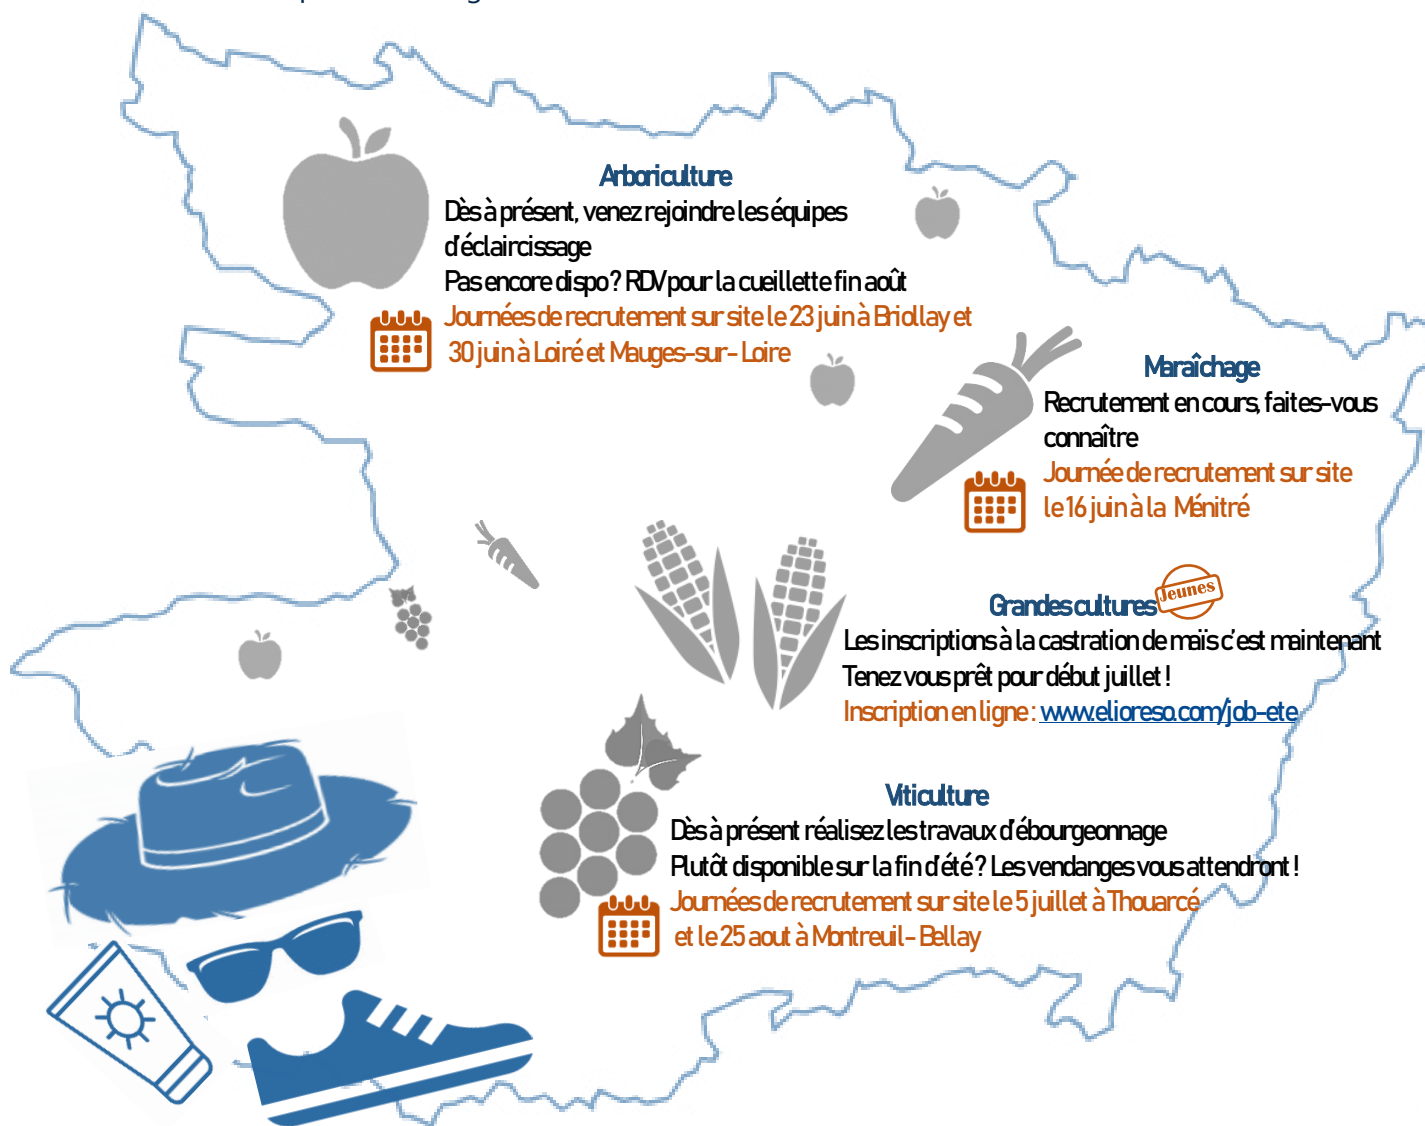 Arboriculture
Dès à présent, venez rejoindre les équipes
d'éclaircissage
Pas encore dispo ? RDV pour la cueillette fin août
Journées de recrutement sur site le 23 juin à Briollay et
30 juin à Loiré et Mauges-sur- Loire
Maraîchage
Recrutement en cours, faites-vous
connaître
Journée de recrutement sur site
le 16 juin à la Ménitré
Grandes cultures
Jeunes
Les inscriptions à la castration de maïs c'est maintenant
Tenez vous prêt pour début juillet !
Inscription en ligne : www.elioreso.com/job-ete
Viticulture
Dès à présent réalisez les travaux d'ébourgeonnage
Plutôt disponible sur la fin d'été ? Les vendanges vous attendront !
Journées de recrutement sur site le 5 juillet à Thouarcé
et le 25 aout à Montreuil- Bellay